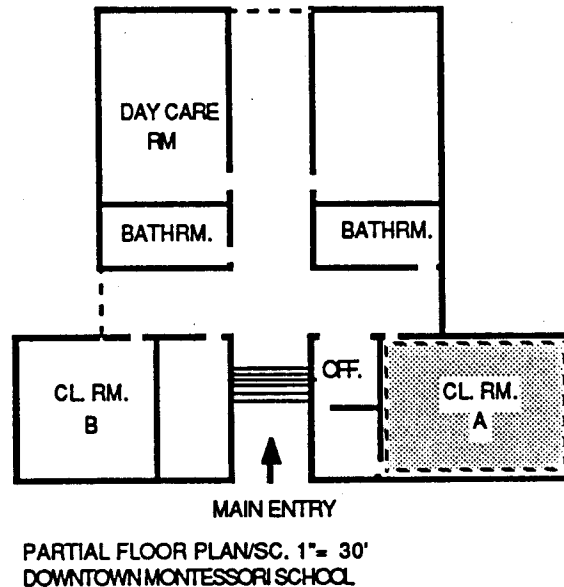 DAY CARE
RM
BATHRM.
BATHRM.
OFF.
CL. RM.
B
CL. RM.
A
MAIN ENTRY
PARTIAL FLOOR PLAN/SC. 1"= 30'
DOWNTOWN MONTESSORI SCHOOL